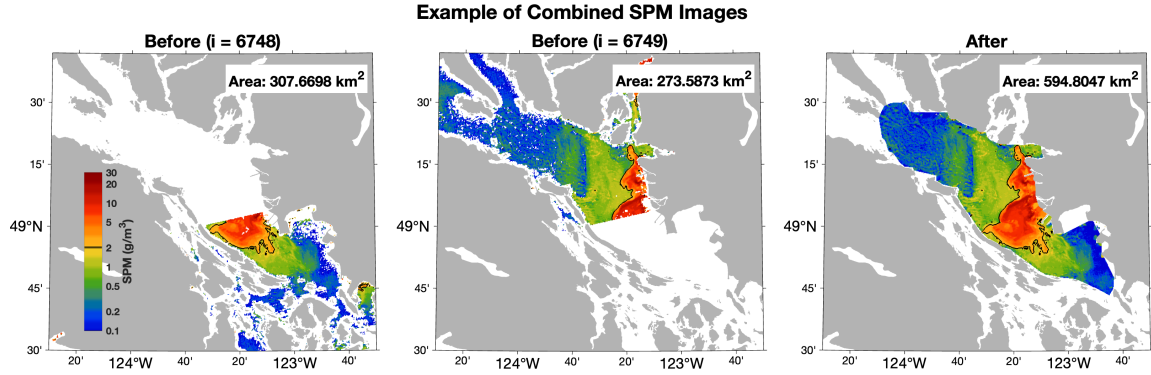 Example of Combined SPM Images
Before (i = 6748)
Before (i = 6749)
After
Area: 307.6698 km²
Area: 273.5873 km²
Area: 594.8047 km²
30'
15'
49°N
45'
30'
30
20
10
5
2
1
0.5
0.2
0.1
SPM (g/m³)
20'
124°W
40'
20'
123°W
40'
30'
15'
49°N
45'
30'
20'
124°W
40'
20'
123°W
40'
30'
15'
49°N
45'
30'
20'
124°W
40'
20'
123°W
40'